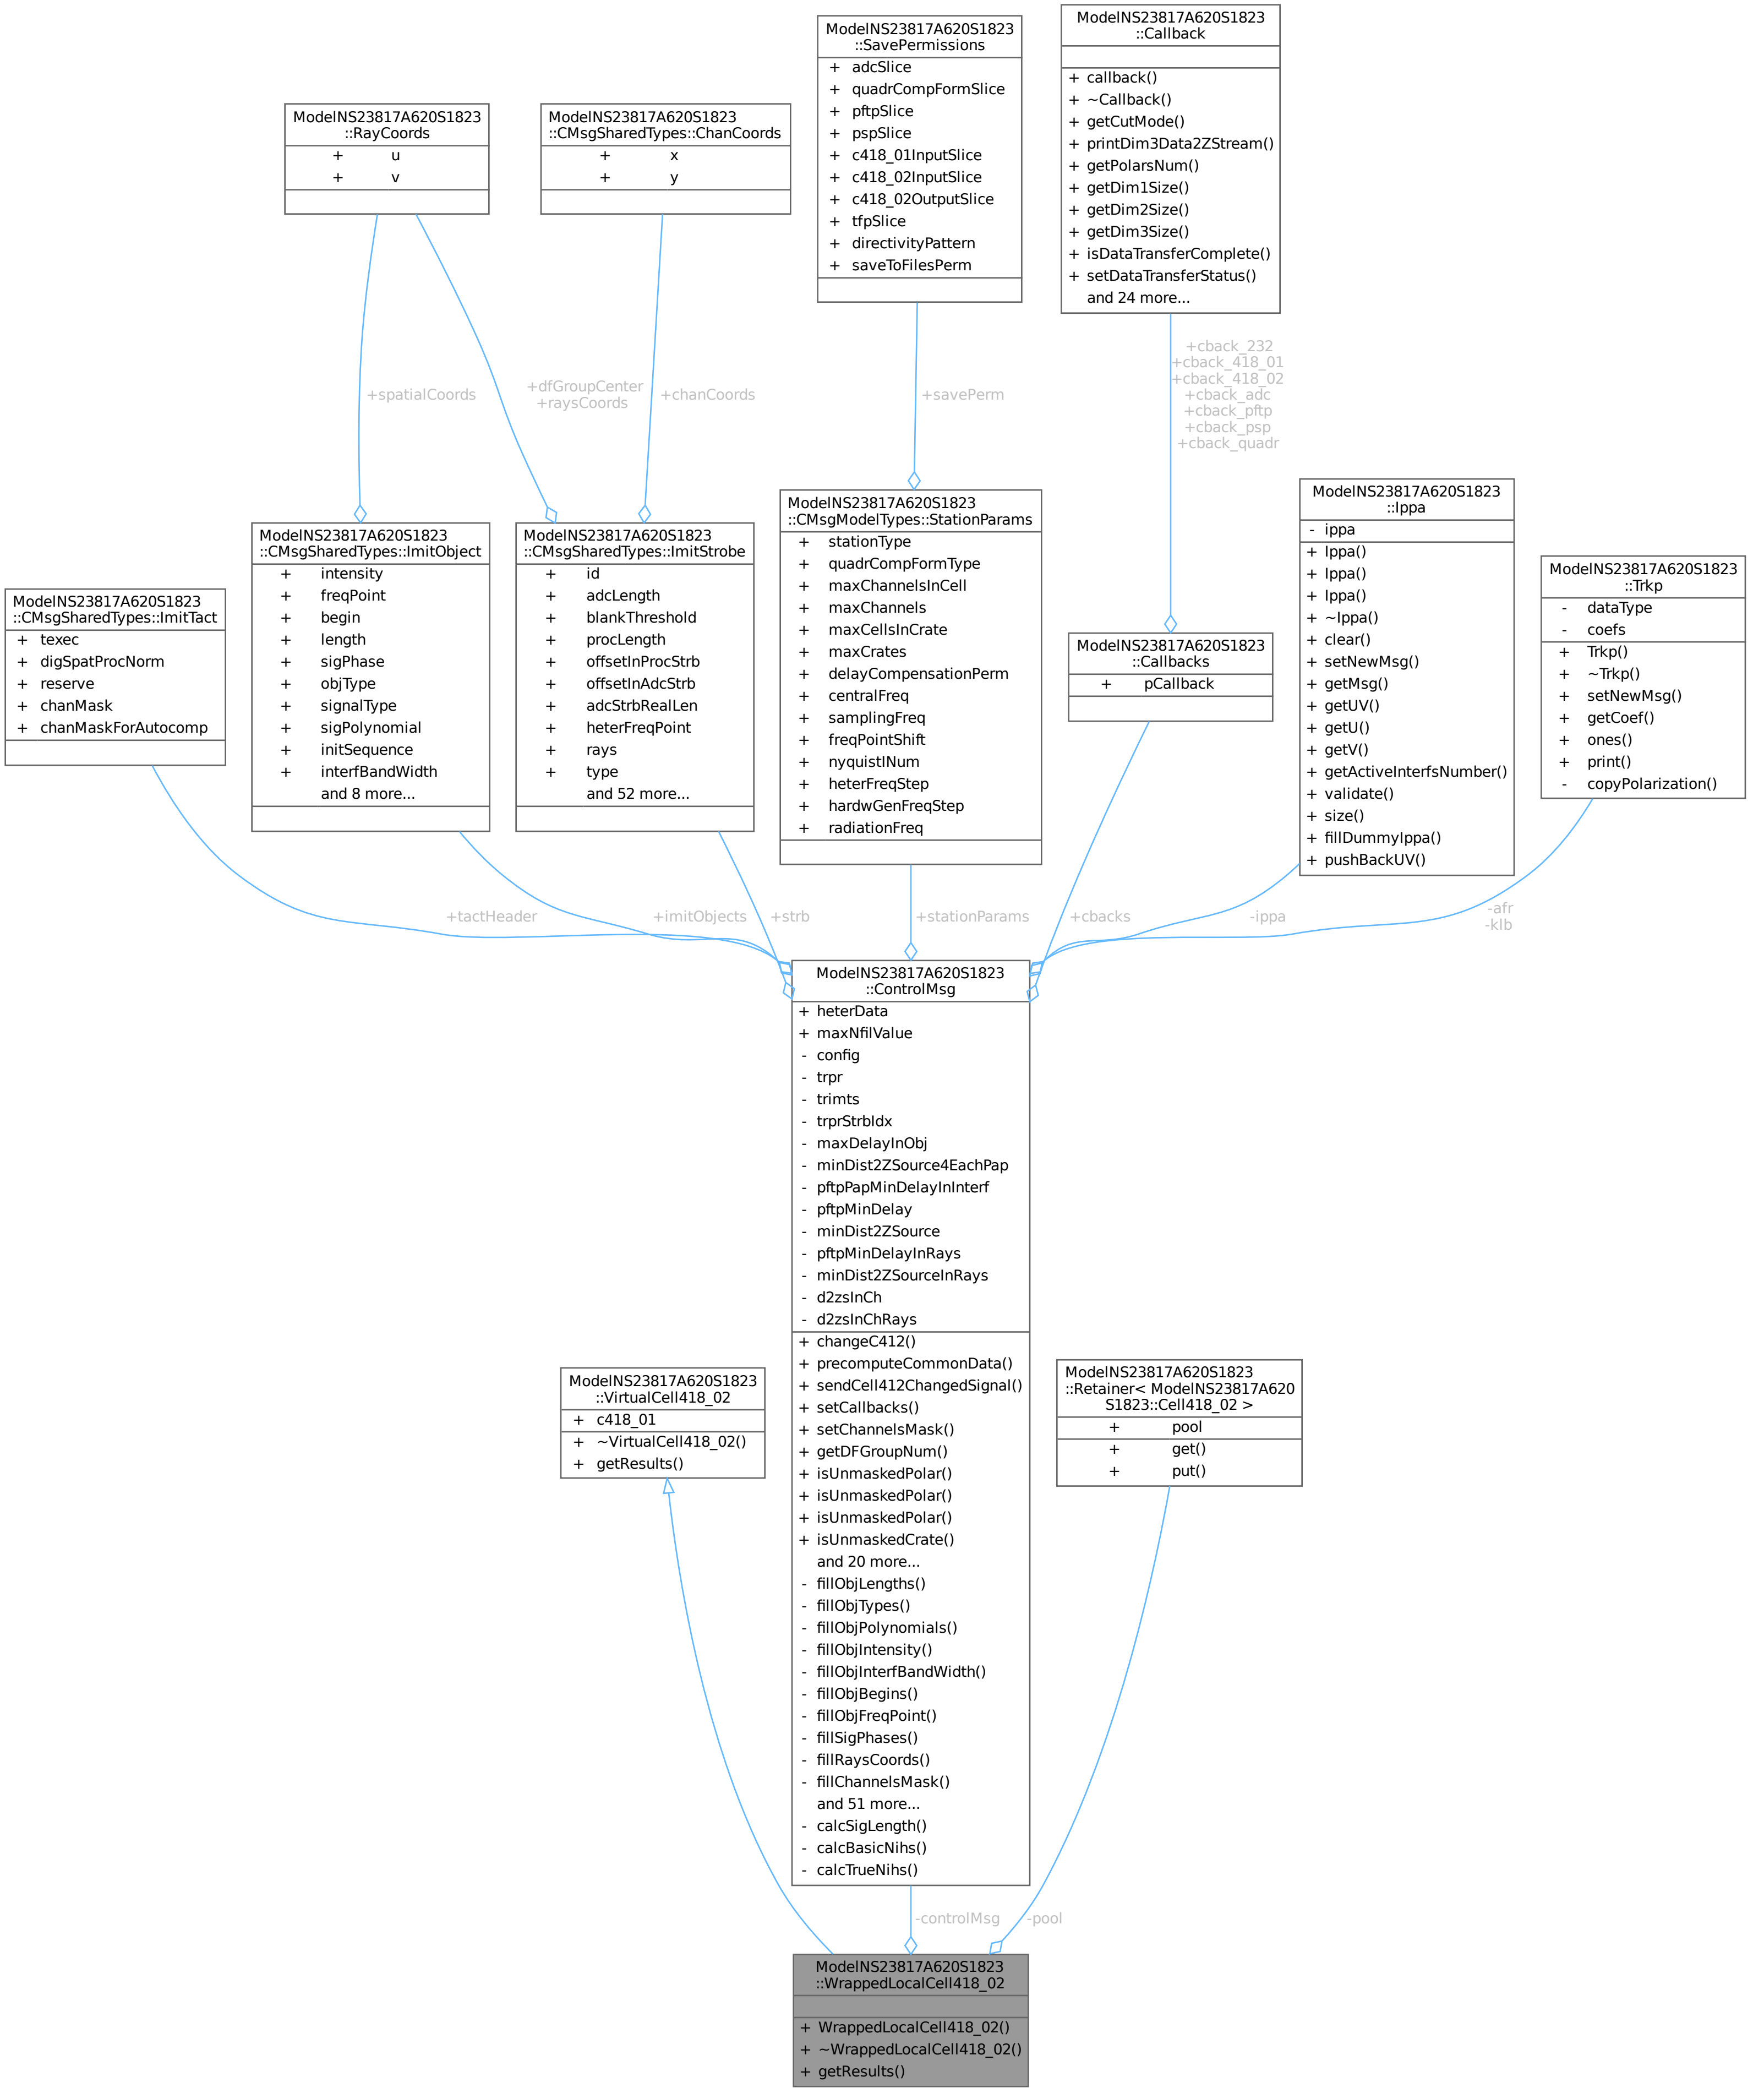 ModelNS23817A620S1823
::Callback
+ callback()
+ ~Callback()
+ getCutMode()
+ printDim3Data2ZStream()
+ getPolarsNum()
+ getDim1Size()
+ getDim2Size()
+ getDim3Size()
+ isDataTransferComplete()
+ setDataTransferStatus()
and 24 more...
ModelNS23817A620S1823
::SavePermissions
+ adcSlice
+ quadrCompFormSlice
+ pftpSlice
+ pspSlice
+ c418_01InputSlice
+ c418_02InputSlice
+ c418_02OutputSlice
+ tfpSlice
+ directivityPattern
+ saveToFilesPerm
ModelNS23817A620S1823
::RayCoords
+ u
+ v
ModelNS23817A620S1823
::CMsgSharedTypes::ChanCoords
+ x
+ y
+spatialCoords
+dfGroupCenter
+raysCoords
+chanCoords
+savePerm
+cback_232
+cback_418_01
+cback_418_02
+cback_adc
+cback_pftp
+cback_psp
+cback_quadr
ModelNS23817A620S1823
::CMsgSharedTypes::ImitTact
+ texec
+ digSpatProcNorm
+ reserve
+ chanMask
+ chanMaskForAutocomp
ModelNS23817A620S1823
::CMsgSharedTypes::ImitObject
+ intensity
+ freqPoint
+ begin
+ length
+ sigPhase
+ objType
+ signalType
+ sigPolynomial
+ initSequence
+ interfBandWidth
and 8 more...
ModelNS23817A620S1823
::CMsgSharedTypes::ImitStrobe
+ id
+ adcLength
+ blankThreshold
+ procLength
+ offsetInProcStrb
+ offsetInAdcStrb
+ adcStrbRealLen
+ heterFreqPoint
+ rays
+ type
and 52 more...
ModelNS23817A620S1823
::CMsgModelTypes::StationParams
+ stationType
+ quadrCompFormType
+ maxChannelsInCell
+ maxChannels
+ maxCellsInCrate
+ maxCrates
+ delayCompensationPerm
+ centralFreq
+ samplingFreq
+ freqPointShift
+ nyquistINum
+ heterFreqStep
+ hardwGenFreqStep
+ radiationFreq
ModelNS23817A620S1823
::Callbacks
+ pCallback
ModelNS23817A620S1823
::Ippa
- ippa
+ Ippa()
+ Ippa()
+ Ippa()
+ ~Ippa()
+ clear()
+ setNewMsg()
+ getMsg()
+ getUV()
+ getU()
+ getV()
+ getActiveInterfsNumber()
+ validate()
+ size()
+ fillDummyIppa()
+ pushBackUV()
ModelNS23817A620S1823
::Trkp
- dataType
- coefs
+ Trkp()
+ ~Trkp()
+ setNewMsg()
+ getCoef()
+ ones()
+ print()
- copyPolarization()
+tactHeader
+imitObjects
+strb
+stationParams
+cbacks
-ippa
-afr
-klb
ModelNS23817A620S1823
::ControlMsg
+ heterData
+ maxNfilValue
- config
- trpr
- trimts
- trprStrbIdx
- maxDelayInObj
- minDist2ZSource4EachPap
- pftpPapMinDelayInInterf
- pftpMinDelay
- minDist2ZSource
- pftpMinDelayInRays
- minDist2ZSourceInRays
- d2zsInCh
- d2zsInChRays
+ changeC412()
+ precomputeCommonData()
+ sendCell412ChangedSignal()
+ setCallbacks()
+ setChannelsMask()
+ getDFGroupNum()
+ isUnmaskedPolar()
+ isUnmaskedPolar()
+ isUnmaskedPolar()
+ isUnmaskedCrate()
and 20 more...
- fillObjLengths()
- fillObjTypes()
- fillObjPolynomials()
- fillObjIntensity()
- fillObjInterfBandWidth()
- fillObjBegins()
- fillObjFreqPoint()
- fillSigPhases()
- fillRaysCoords()
- fillChannelsMask()
and 51 more...
- calcSigLength()
- calcBasicNihs()
- calcTrueNihs()
ModelNS23817A620S1823
::VirtualCell418_02
+ c418_01
+ ~VirtualCell418_02()
+ getResults()
ModelNS23817A620S1823
::Retainer< ModelNS23817A620
S1823::Cell418_02 >
+ pool
+ get()
+ put()
-controlMsg
-pool
ModelNS23817A620S1823
::WrappedLocalCell418_02
+ WrappedLocalCell418_02()
+ ~WrappedLocalCell418_02()
+ getResults()